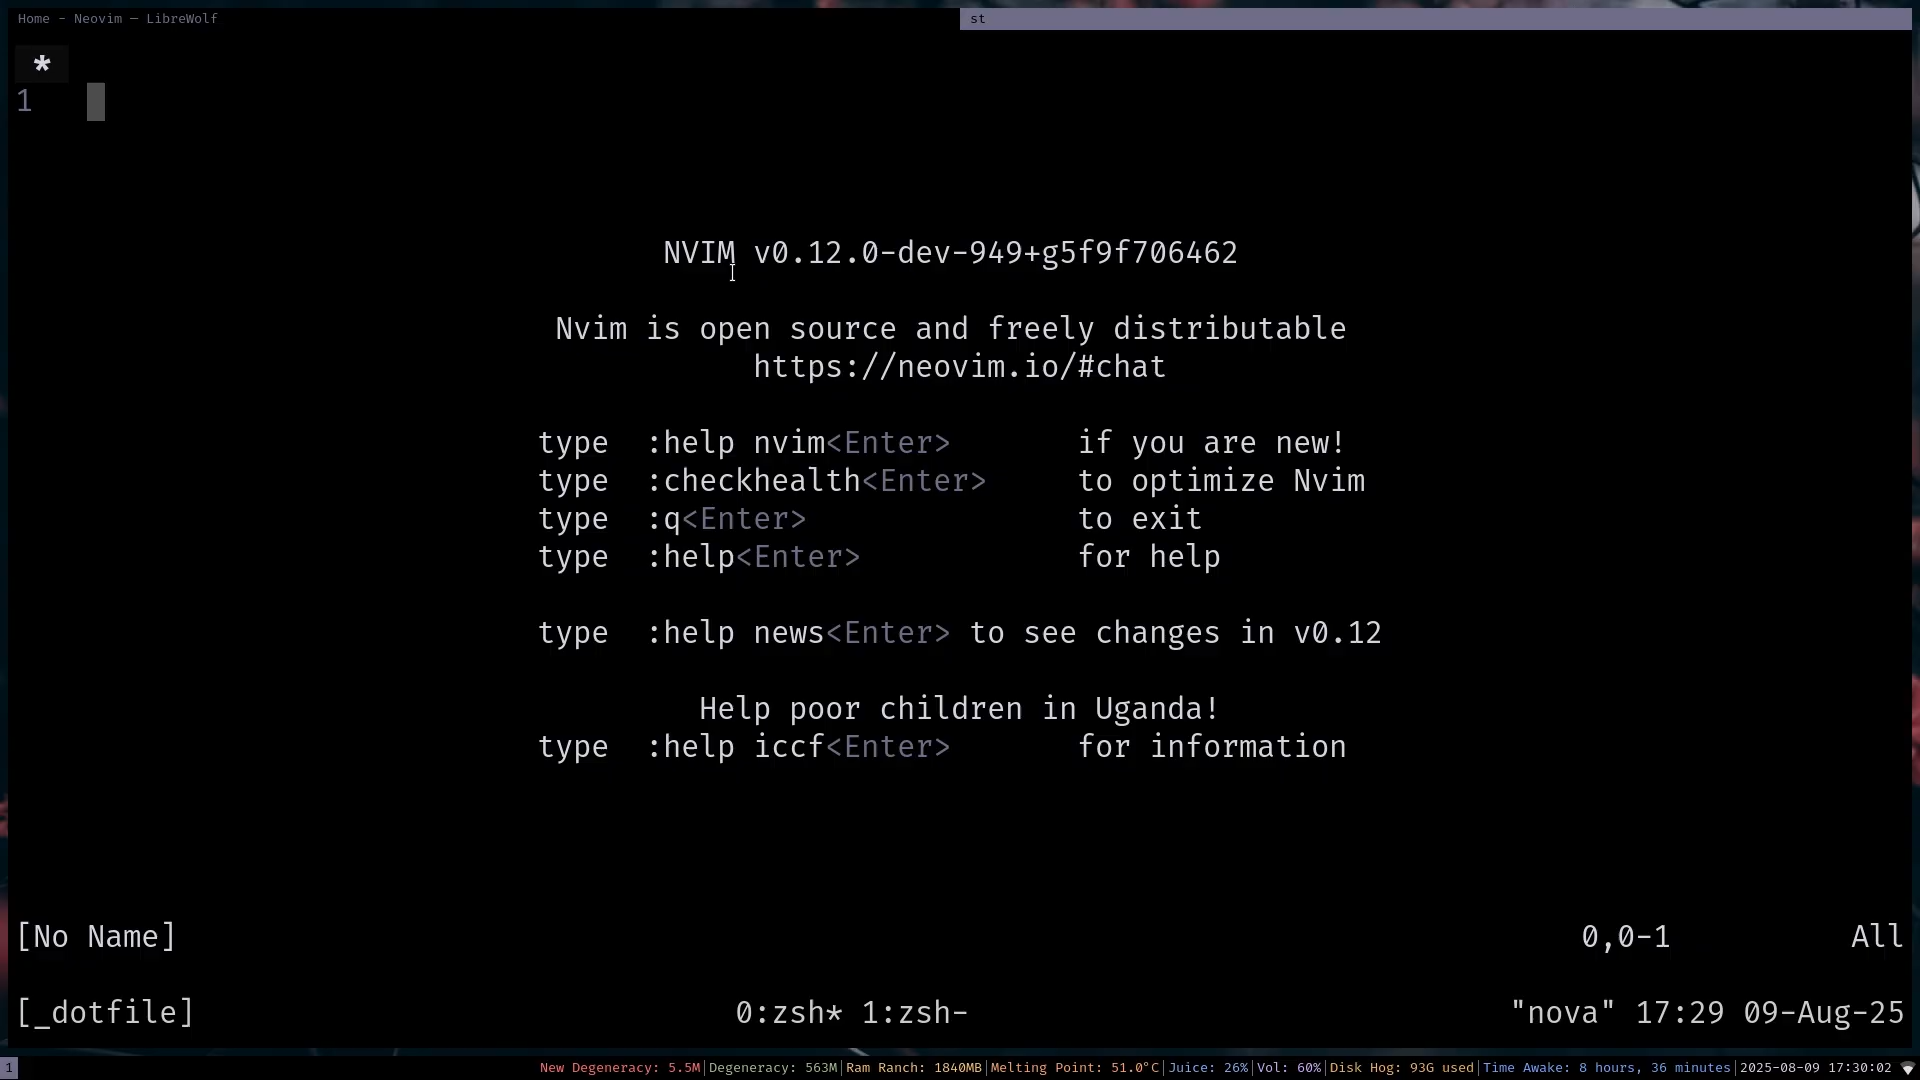 Home - Neovim — LibreWolf st
*
1
NVIM v0.12.0-dev-949+g5f9f706462
Nvim is open source and freely distributable
https://neovim.io/#chat
type :help nvim<Enter> if you are new!
type :checkhealth<Enter> to optimize Nvim
type :q<Enter> to exit
type :help<Enter> for help
type :help news<Enter> to see changes in v0.12
Help poor children in Uganda!
type :help iccf<Enter> for information
[No Name] 0,0-1 All
[_dotfile] 0:zsh* 1:zsh- "nova" 17:29 09-Aug-25
1 New Degeneracy: 5.5M|Degeneracy: 563M|Ram Ranch: 1840MB|Melting Point: 51.0°C|Juice: 26%|Vol: 60%|Disk Hog: 93G used|Time Awake: 8 hours, 36 minutes|2025-08-09 17:30:02